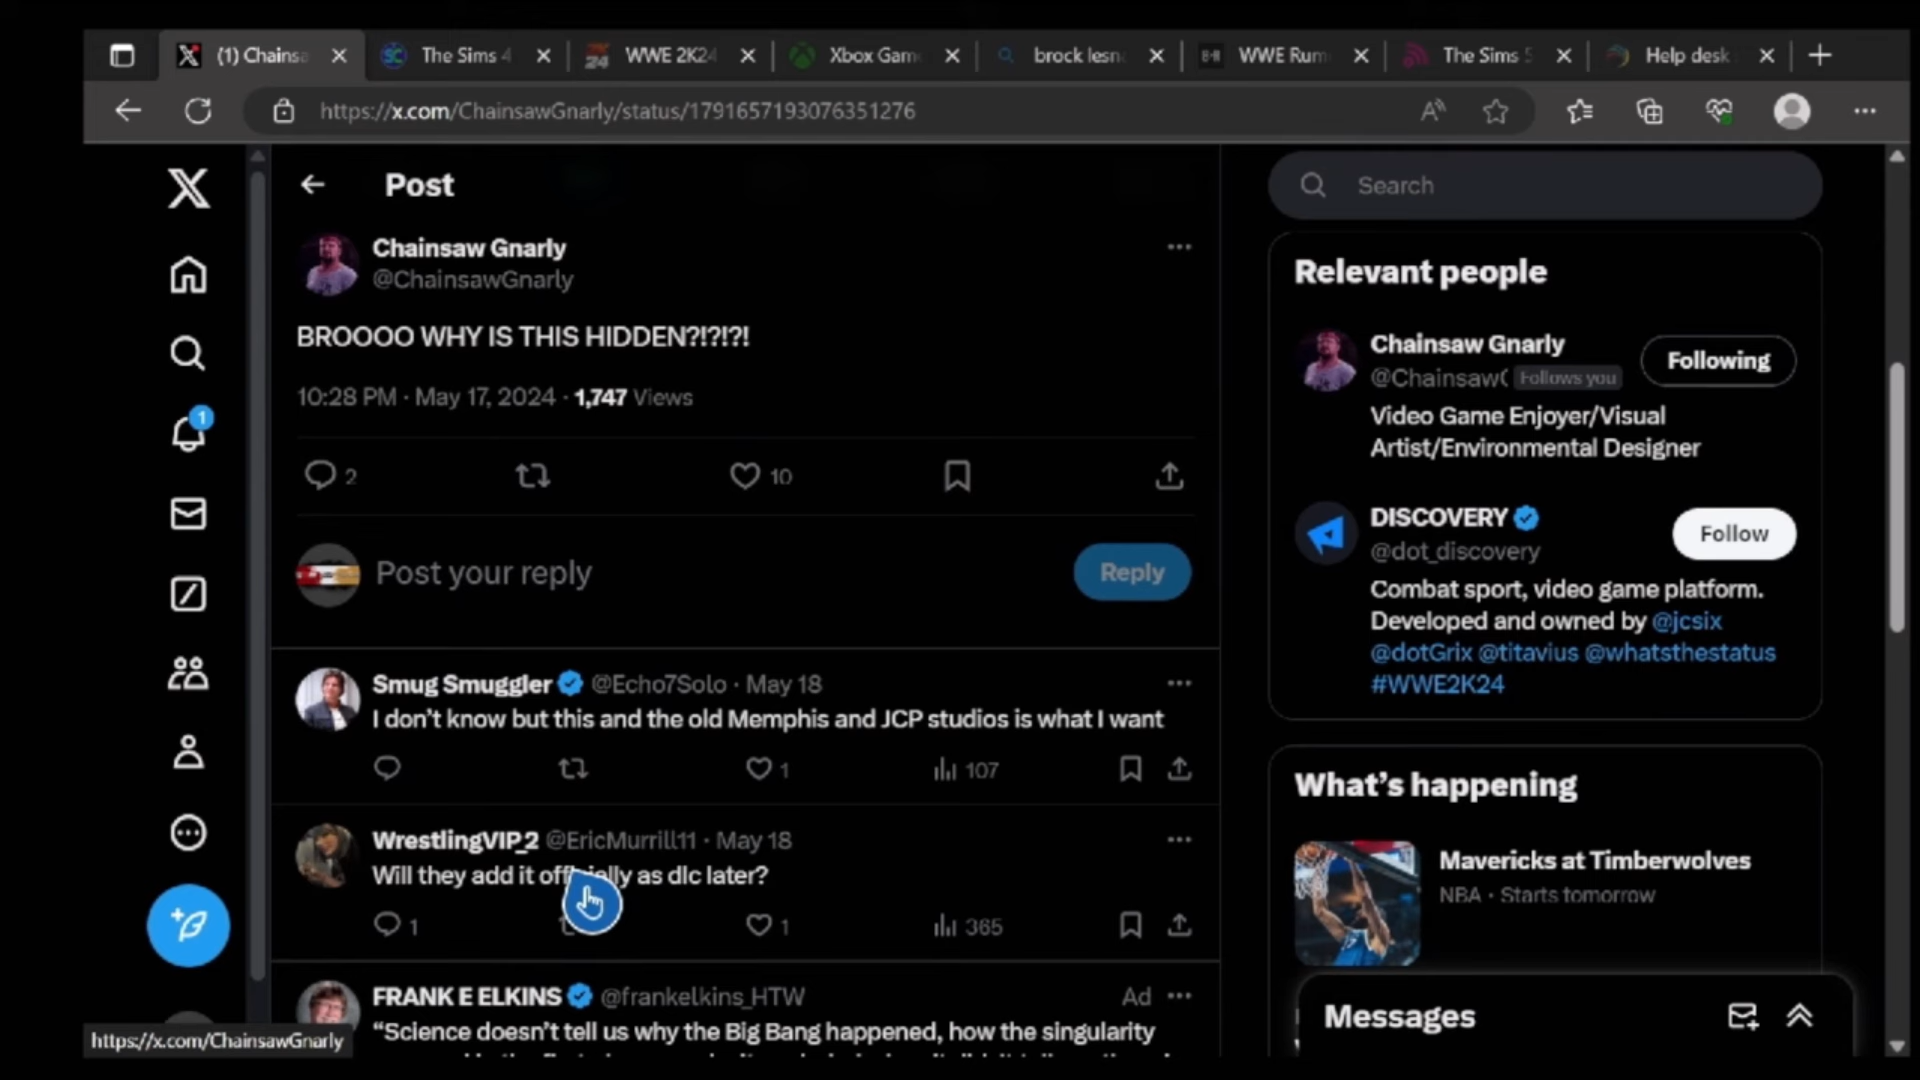 (1) Chains
The Sims 4
WWE 2K24
Xbox Gam
brock lesn
WWE Rum
The Sims 5
Help desk
https://x.com/ChainsawGnarly/status/1791657193076351276
Post
Chainsaw Gnarly
@ChainsawGnarly
BROOOO WHY IS THIS HIDDEN?!?!?!
10:28 PM · May 17, 2024 · 1,747 Views
2
10
Post your reply
Reply
Smug Smuggler @Echo7Solo · May 18
I don't know but this and the old Memphis and JCP studios is what I want
1
107
WrestlingVIP_2 @EricMurrill11 · May 18
Will they add it officially as dlc later?
1
1
365
FRANK E ELKINS @frankelkins_HTW
Ad
“Science doesn't tell us why the Big Bang happened, how the singularity
https://x.com/ChainsawGnarly
1
Search
Relevant people
Chainsaw Gnarly
@Chainsaw( Follows you
Following
Video Game Enjoyer/Visual
Artist/Environmental Designer
DISCOVERY
@dot_discovery
Follow
Combat sport, video game platform.
Developed and owned by @jcsix
@dotGrix @titavius @whatsthestatus
#WWE2K24
What's happening
Mavericks at Timberwolves
NBA · Starts tomorrow
Messages